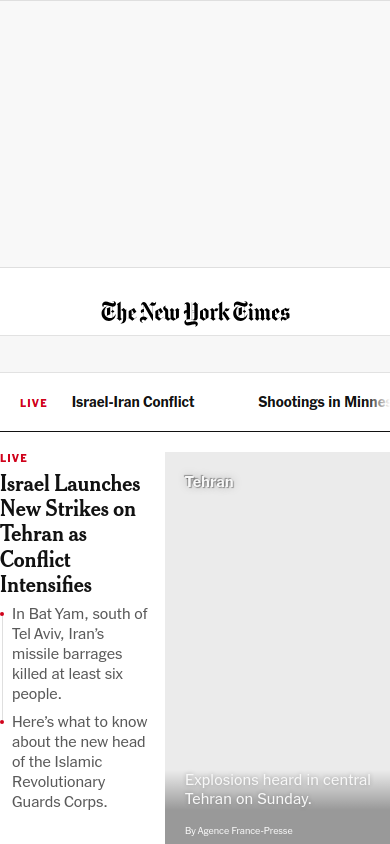 The New York Times
LIVE
Israel-Iran Conflict
Shootings in Minne
LIVE
Israel Launches
New Strikes on
Tehran as
Conflict
Intensifies
In Bat Yam, south of
Tel Aviv, Iran’s
missile barrages
killed at least six
people.
Here’s what to know
about the new head
of the Islamic
Revolutionary
Guards Corps.
Tehran
Explosions heard in central
Tehran on Sunday.
By Agence France-Presse